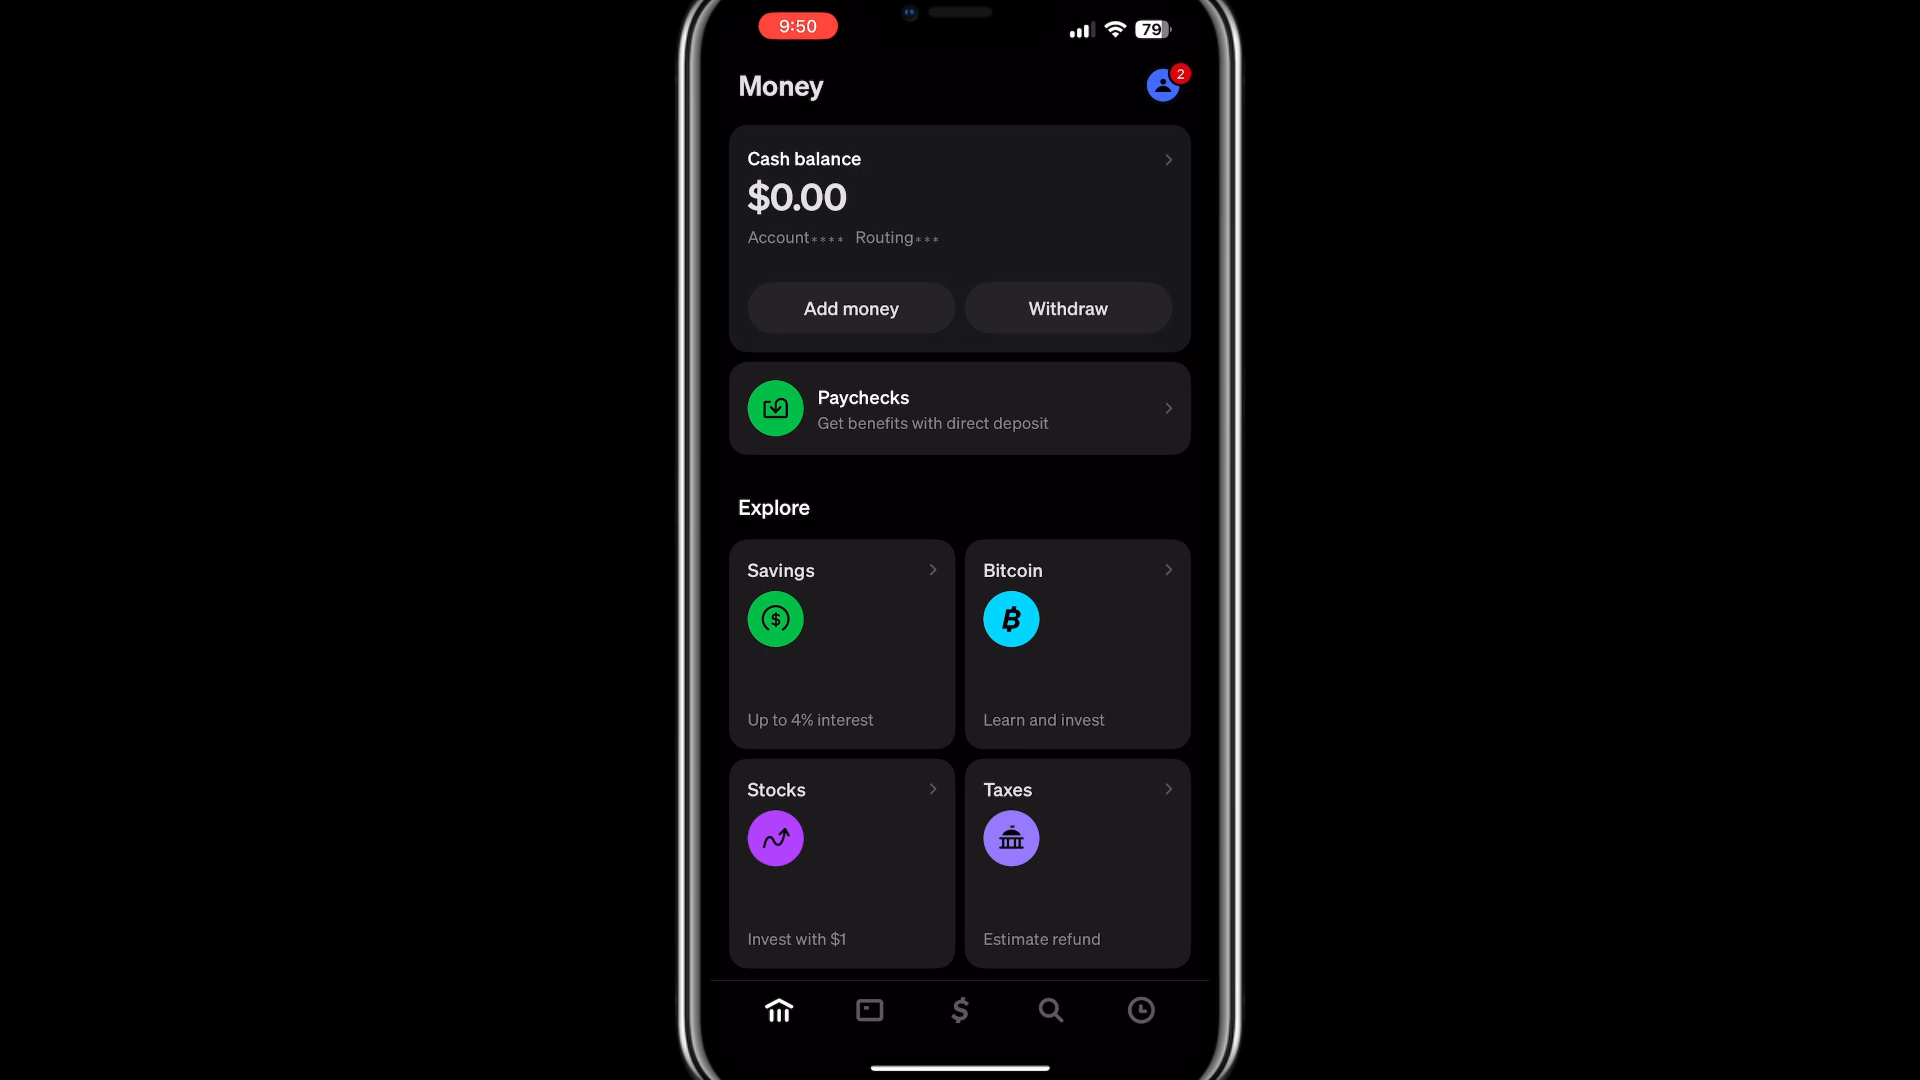 9:50
79
Money
2
Cash balance
$0.00
Account**** Routing***
Add money
Withdraw
Paychecks
Get benefits with direct deposit
Explore
Savings
Up to 4% interest
Bitcoin
Learn and invest
Stocks
Invest with $1
Taxes
Estimate refund